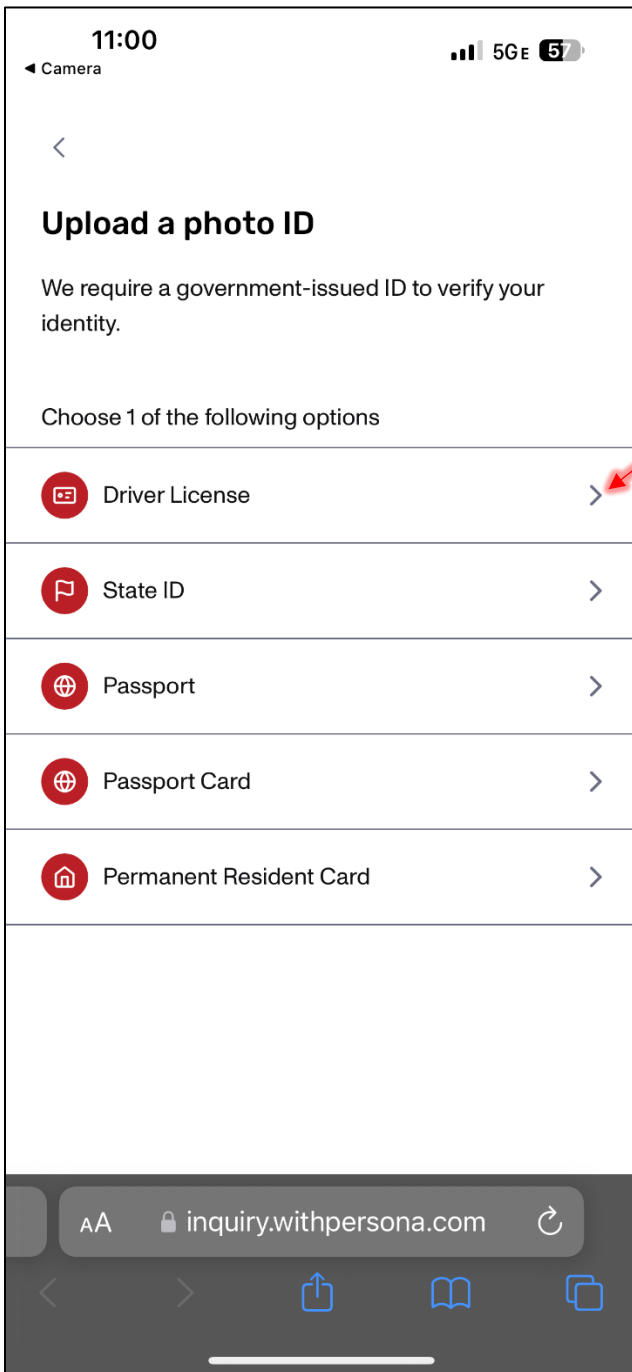 11:00
5GE 57
◀ Camera
Upload a photo ID
We require a government-issued ID to verify your
identity.
Choose 1 of the following options
Driver License
State ID
Passport
Passport Card
Permanent Resident Card
AA inquiry.withpersona.com